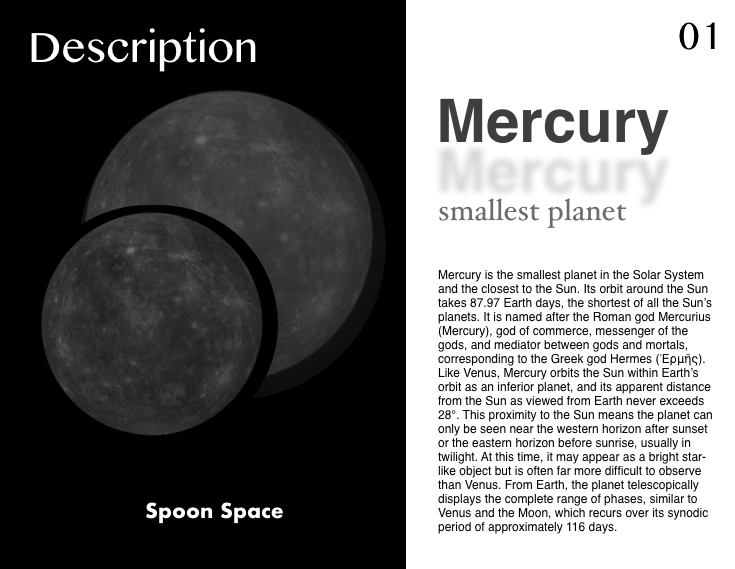 Description
Spoon Space
01
Mercury
Mercury
smallest planet
Mercury is the smallest planet in the Solar System
and the closest to the Sun. Its orbit around the Sun
takes 87.97 Earth days, the shortest of all the Sun's
planets. It is named after the Roman god Mercurius
(Mercury), god of commerce, messenger of the
gods, and mediator between gods and mortals,
corresponding to the Greek god Hermes (Ἑρμῆς).
Like Venus, Mercury orbits the Sun within Earth's
orbit as an inferior planet, and its apparent distance
from the Sun as viewed from Earth never exceeds
28°. This proximity to the Sun means the planet can
only be seen near the western horizon after sunset
or the eastern horizon before sunrise, usually in
twilight. At this time, it may appear as a bright star-
like object but is often far more difficult to observe
than Venus. From Earth, the planet telescopically
displays the complete range of phases, similar to
Venus and the Moon, which recurs over its synodic
period of approximately 116 days.